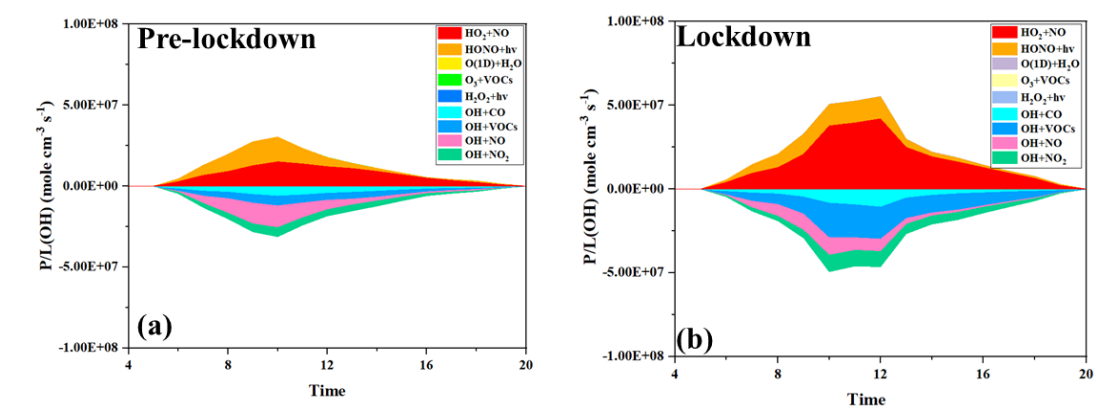 Pre-lockdown
HO₂+NO
HONO+hv
O(1D)+H₂O
O₃+VOCs
H₂O₂+hv
OH+CO
OH+VOCs
OH+NO
OH+NO₂
1.00E+08
5.00E+07
0.00E+00
-5.00E+07
-1.00E+08
P/L(OH) (mole cm⁻³ s⁻¹)
(a)
4 8 12 16 20
Time
Lockdown
HO₂+NO
HONO+hv
O(1D)+H₂O
O₃+VOCs
H₂O₂+hv
OH+CO
OH+VOCs
OH+NO
OH+NO₂
1.00E+08
5.00E+07
0.00E+00
-5.00E+07
-1.00E+08
P/L(OH) (mole cm⁻³ s⁻¹)
(b)
4 8 12 16 20
Time